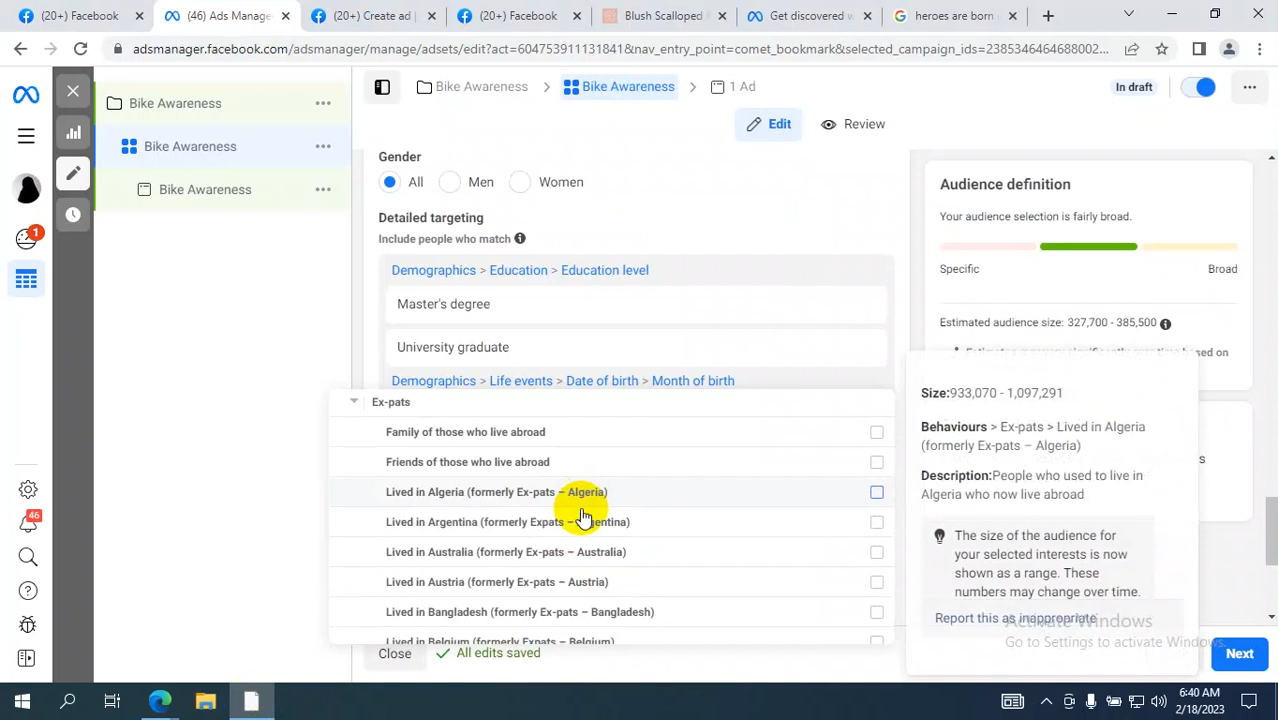 (20+) Facebook
(46) Ads Manage
(20+) Create ad
(20+) Facebook
Blush Scalloped
Get discovered
heroes are born
adsmanager.facebook.com/adsmanager/manage/adsets/edit?act=604753911131841&nav_entry_point=comet_bookmark&selected_campaign_ids=2385346464688002...
Bike Awareness
Bike Awareness
1 Ad
In draft
Bike Awareness
Bike Awareness
Bike Awareness
Edit
Review
Gender
All
Men
Women
Detailed targeting
Include people who match
Demographics > Education > Education level
Master's degree
University graduate
Demographics > Life events > Date of birth > Month of birth
Ex-pats
Family of those who live abroad
Friends of those who live abroad
Lived in Algeria (formerly Ex-pats – Algeria)
Lived in Argentina (formerly Expats – Argentina)
Lived in Australia (formerly Ex-pats – Australia)
Lived in Austria (formerly Ex-pats – Austria)
Lived in Bangladesh (formerly Ex-pats – Bangladesh)
Lived in Belgium (formerly Expats – Belgium)
Close
All edits saved
Audience definition
Your audience selection is fairly broad.
Specific
Broad
Estimated audience size: 327,700 - 385,500
based on
Size:933,070 - 1,097,291
Behaviours > Ex-pats > Lived in Algeria
(formerly Ex-pats – Algeria)
Description:People who used to live in
Algeria who now live abroad
The size of the audience for
your selected interests is now
shown as a range. These
numbers may change over time.
Report this as inappropriate
Activate Windows
Go to Settings to activate Windows.
Next
1
46
6:40 AM
2/18/2023